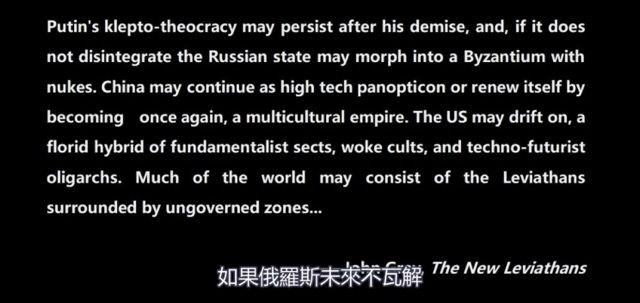 Putin's klepto-theocracy may persist after his demise, and, if it does
not disintegrate the Russian state may morph into a Byzantium with
nukes. China may continue as high tech panopticon or renew itself by
becoming once again, a multicultural empire. The US may drift on, a
florid hybrid of fundamentalist sects, woke cults, and techno-futurist
oligarchs. Much of the world may consist of the Leviathans
surrounded by ungoverned zones...
The New Leviathans
如果俄羅斯未來不瓦解